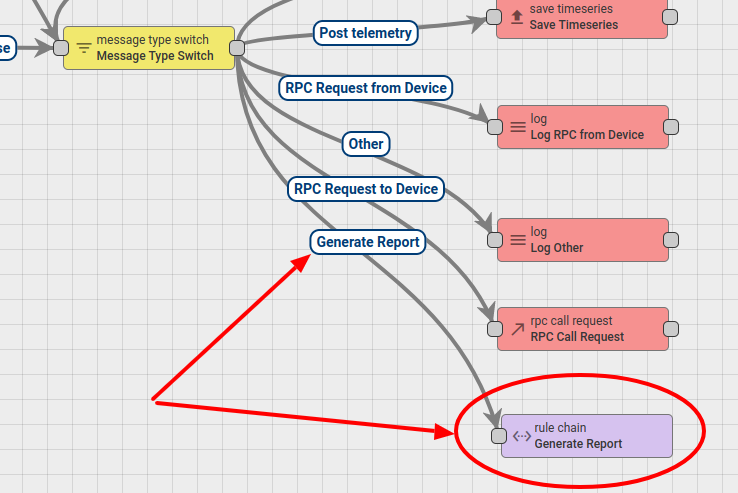 save timeseries
Save Timeseries
message type switch
Message Type Switch
Post telemetry
se
RPC Request from Device
log
Log RPC from Device
Other
RPC Request to Device
log
Log Other
Generate Report
rpc call request
RPC Call Request
rule chain
Generate Report